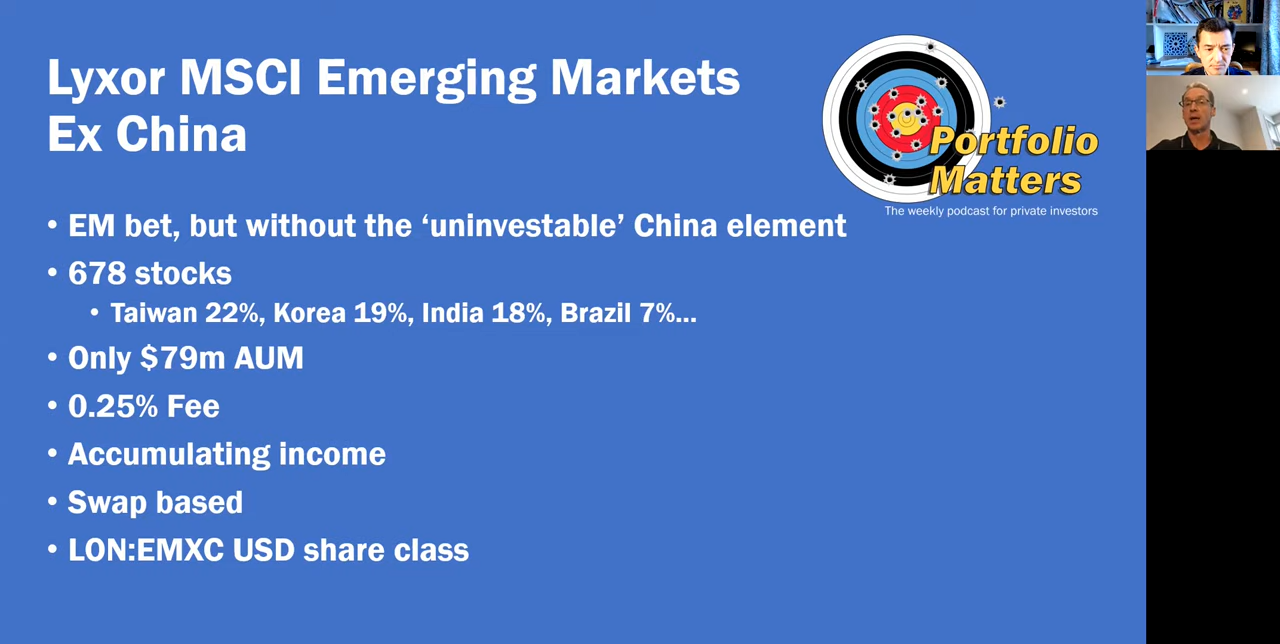 Lyxor MSCI Emerging Markets
Ex China
Portfolio
Matters
The weekly podcast for private investors
• EM bet, but without the ‘uninvestable’ China element
• 678 stocks
• Taiwan 22%, Korea 19%, India 18%, Brazil 7%...
• Only $79m AUM
• 0.25% Fee
• Accumulating income
• Swap based
• LON:EMXC USD share class